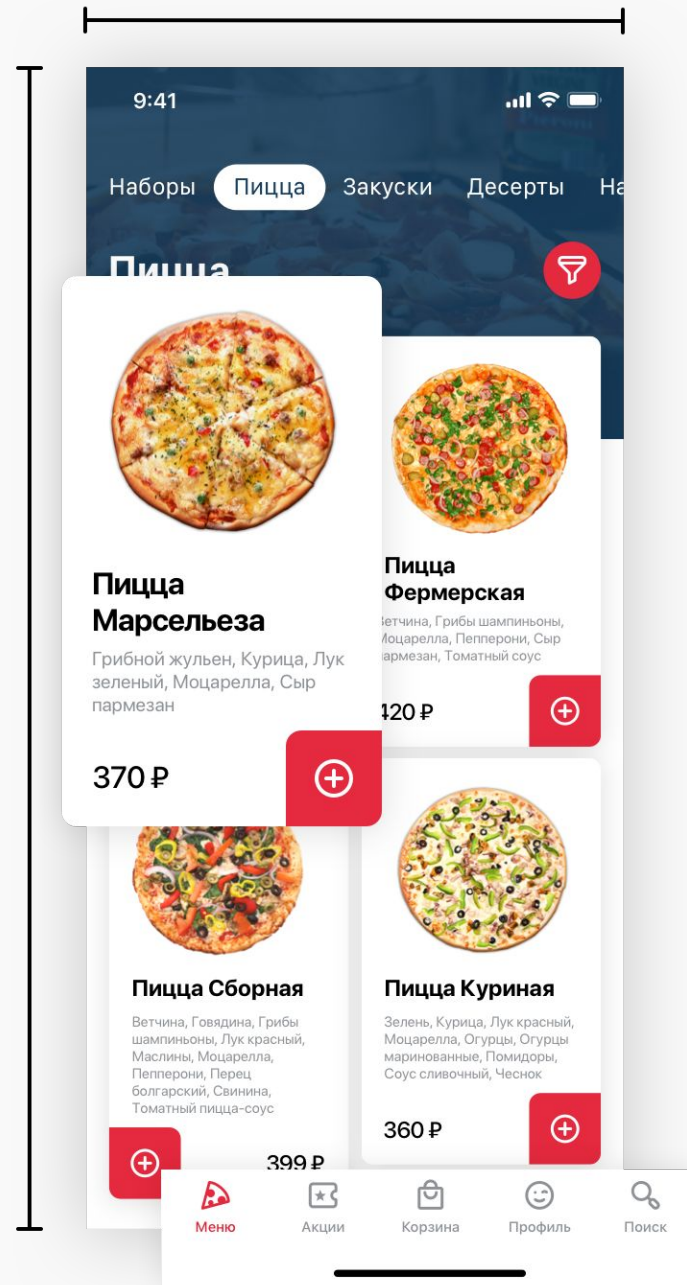 9:41
Наборы Пицца Закуски Десерты На
Пицца
Пицца
Марсельеза
Грибной жульен, Курица, Лук
зеленый, Моцарелла, Сыр
пармезан
370 ₽
Пицца
Фермерская
Ветчина, Грибы шампиньоны,
Моцарелла, Пепперони, Сыр
пармезан, Томатный соус
420 ₽
Пицца Сборная
Ветчина, Говядина, Грибы
шампиньоны, Лук красный,
Маслины, Моцарелла,
Пепперони, Перец
болгарский, Свинина,
Томатный пицца-соус
399 ₽
Пицца Куриная
Зелень, Курица, Лук красный,
Моцарелла, Огурцы, Огурцы
маринованные, Помидоры,
Соус сливочный, Чеснок
360 ₽
Меню Акции Корзина Профиль Поиск